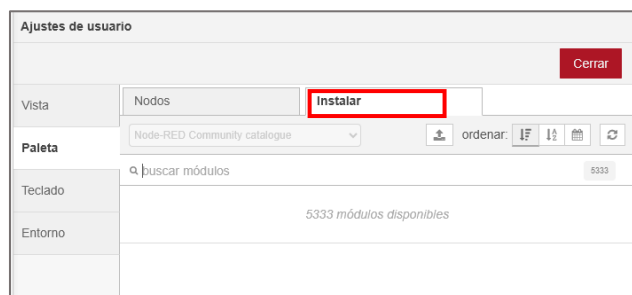 Ajustes de usuario
Cerrar
Vista
Paleta
Teclado
Entorno
Nodos
Instalar
Node-RED Community catalogue
ordenar:
buscar módulos
5333
5333 módulos disponibles